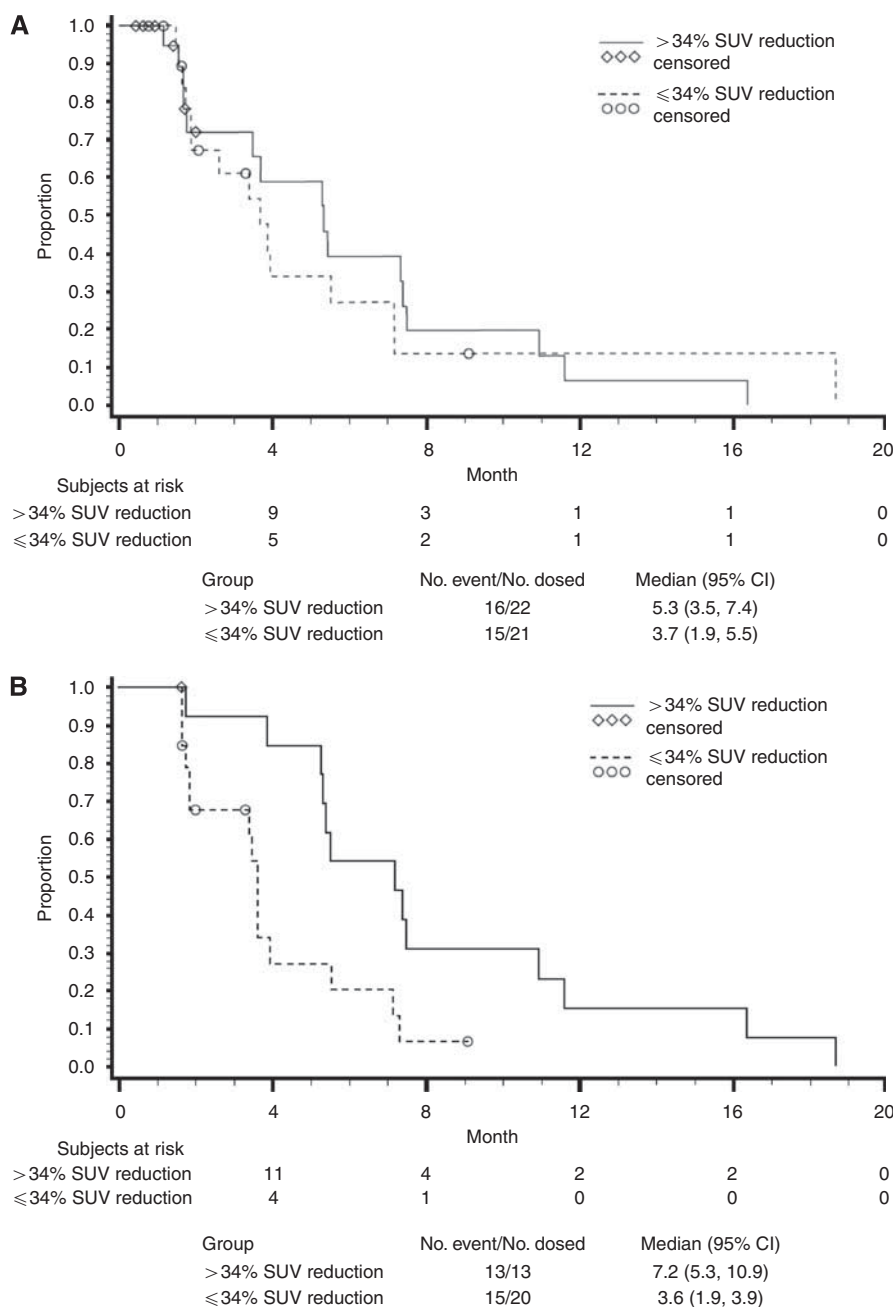 A
1.0
0.9
0.8
0.7
0.6
0.5
0.4
0.3
0.2
0.1
0.0
Proportion
>34% SUV reduction
censored
⩽34% SUV reduction
censored
0 4 8 12 16 20
Month
Subjects at risk
>34% SUV reduction 9 3 1 1 0
⩽34% SUV reduction 5 2 1 1 0
Group No. event/No. dosed Median (95% CI)
>34% SUV reduction 16/22 5.3 (3.5, 7.4)
⩽34% SUV reduction 15/21 3.7 (1.9, 5.5)
B
1.0
0.9
0.8
0.7
0.6
0.5
0.4
0.3
0.2
0.1
0.0
Proportion
>34% SUV reduction
censored
⩽34% SUV reduction
censored
0 4 8 12 16 20
Month
Subjects at risk
>34% SUV reduction 11 4 2 2 0
⩽34% SUV reduction 4 1 0 0 0
Group No. event/No. dosed Median (95% CI)
>34% SUV reduction 13/13 7.2 (5.3, 10.9)
⩽34% SUV reduction 15/20 3.6 (1.9, 3.9)